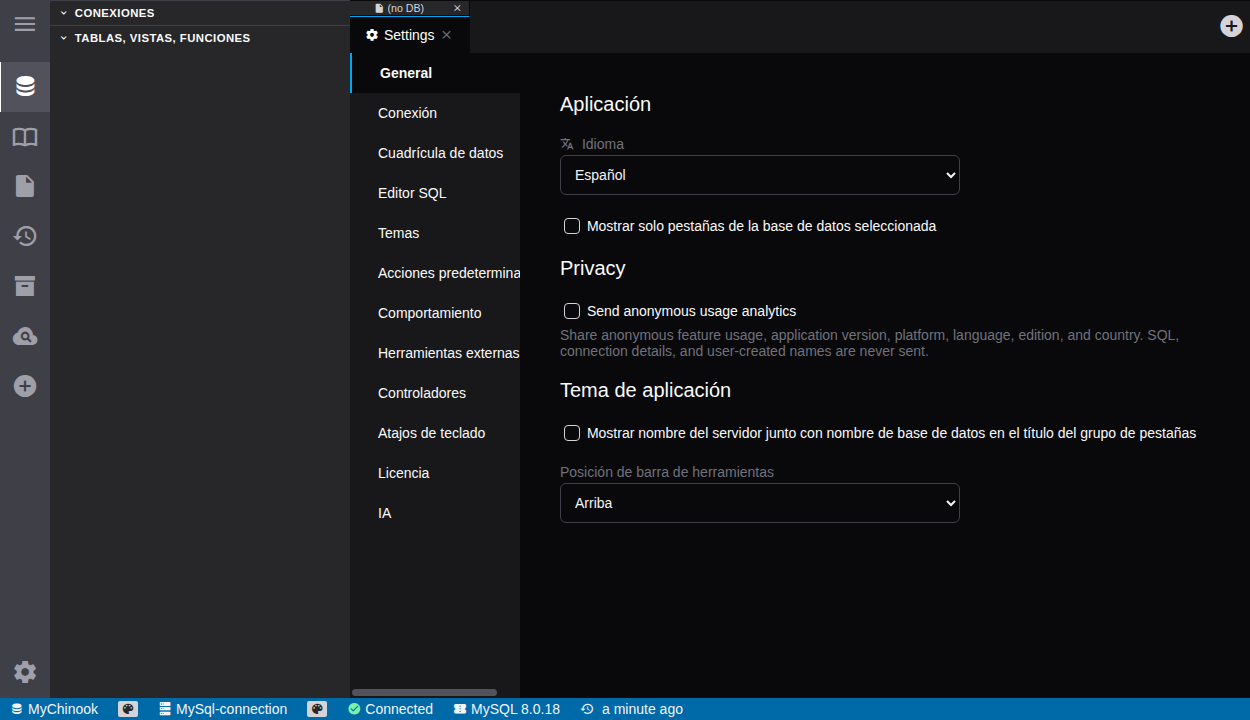 CONEXIONES
TABLAS, VISTAS, FUNCIONES
(no DB)
Settings
General
Conexión
Cuadrícula de datos
Editor SQL
Temas
Acciones predetermina
Comportamiento
Herramientas externas
Controladores
Atajos de teclado
Licencia
IA
Aplicación
Idioma
Español
Mostrar solo pestañas de la base de datos seleccionada
Privacy
Send anonymous usage analytics
Share anonymous feature usage, application version, platform, language, edition, and country. SQL,
connection details, and user-created names are never sent.
Tema de aplicación
Mostrar nombre del servidor junto con nombre de base de datos en el título del grupo de pestañas
Posición de barra de herramientas
Arriba
MyChinook MySql-connection Connected MySQL 8.0.18 a minute ago